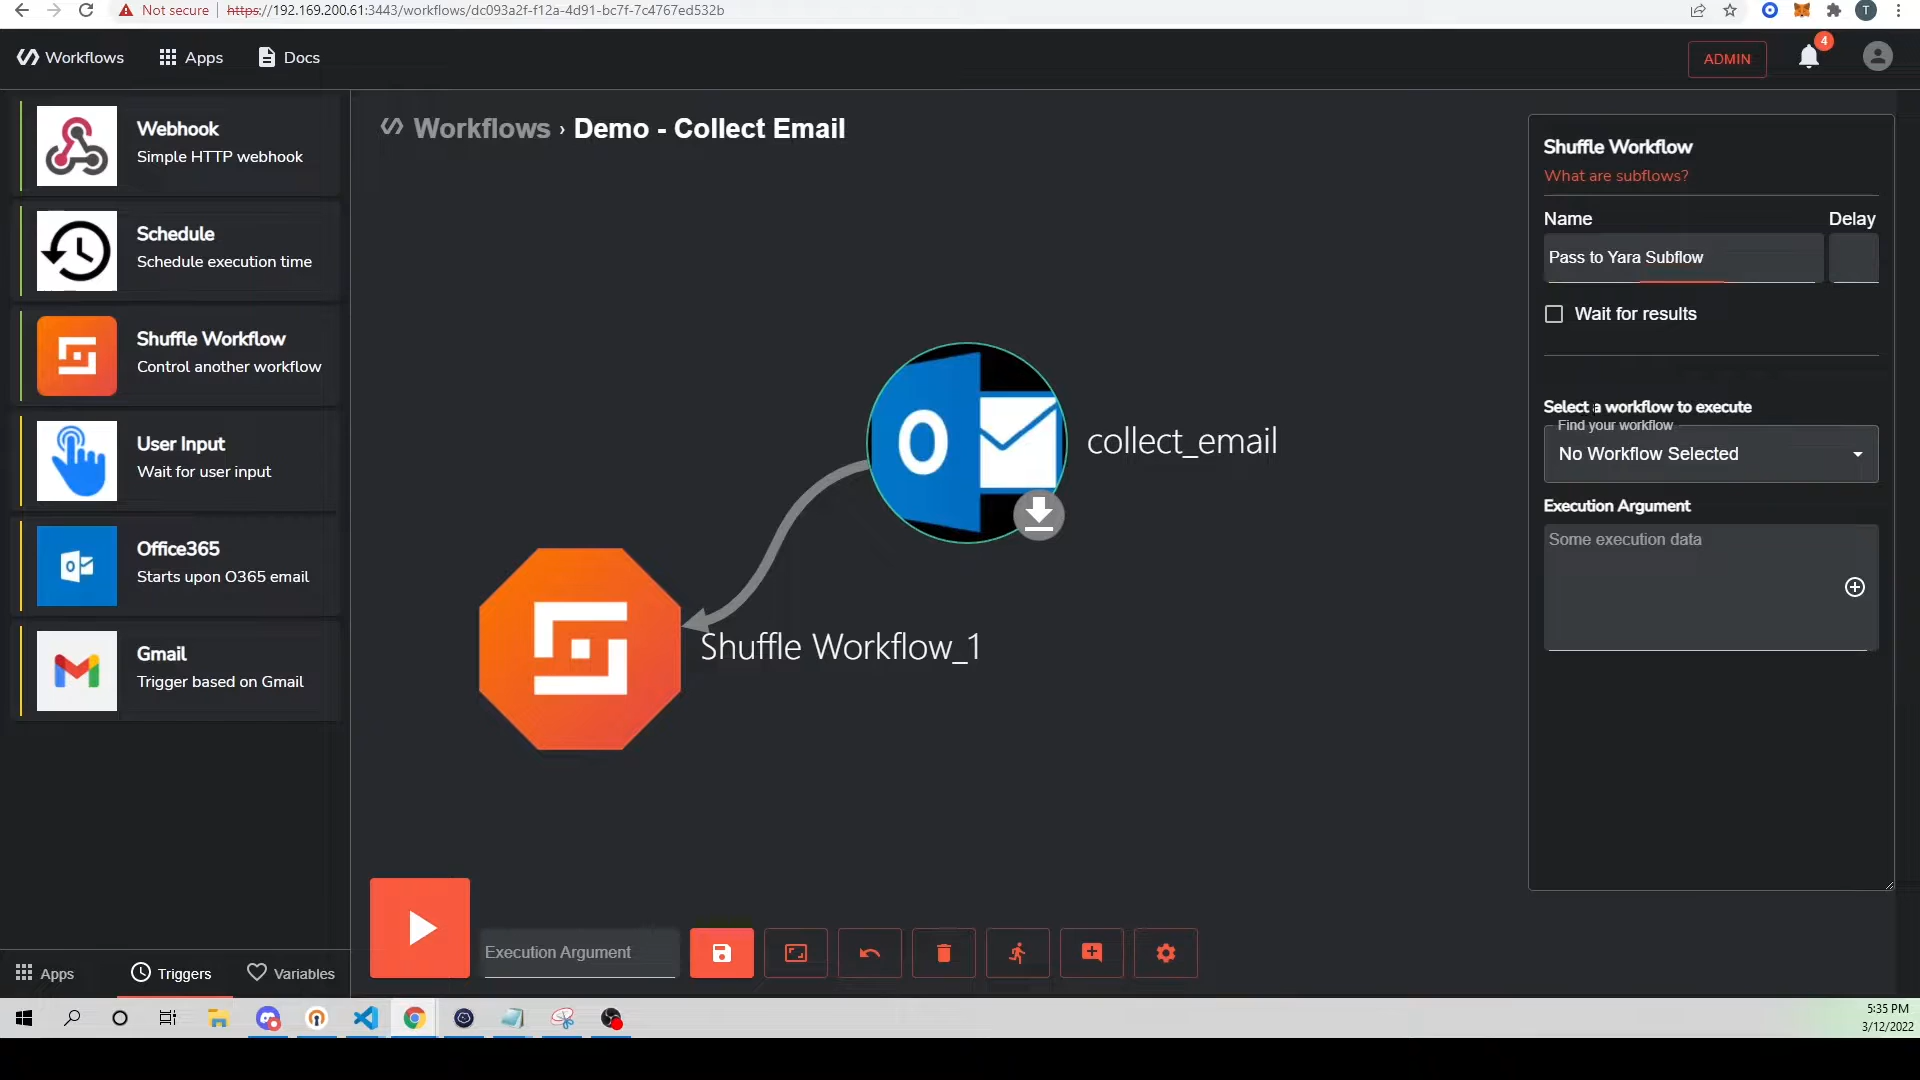 Not secure | https://192.169.200.61:3443/workflows/dc093a2f-f12a-4d91-bc7f-7c4767ed532b
T
Workflows
Apps
Docs
ADMIN
4
Webhook
Simple HTTP webhook
Schedule
Schedule execution time
Shuffle Workflow
Control another workflow
User Input
Wait for user input
Office365
Starts upon O365 email
Gmail
Trigger based on Gmail
Workflows › Demo - Collect Email
collect_email
Shuffle Workflow_1
Shuffle Workflow
What are subflows?
Name
Delay
Pass to Yara Subflow
Wait for results
Select a workflow to execute
Find your workflow
No Workflow Selected
Execution Argument
Some execution data
Execution Argument
Apps
Triggers
Variables
5:35 PM
3/12/2022